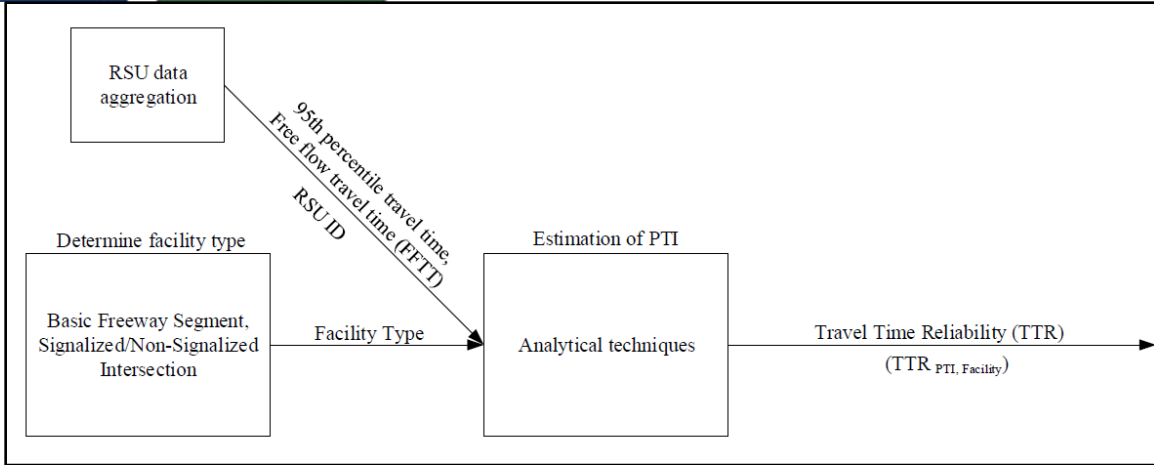 RSU data
aggregation
95th percentile travel time,
Free flow travel time (FFTT)
RSU ID
Determine facility type
Basic Freeway Segment,
Signalized/Non-Signalized
Intersection
Facility Type
Estimation of PTI
Analytical techniques
Travel Time Reliability (TTR)
(TTR PTI, Facility)